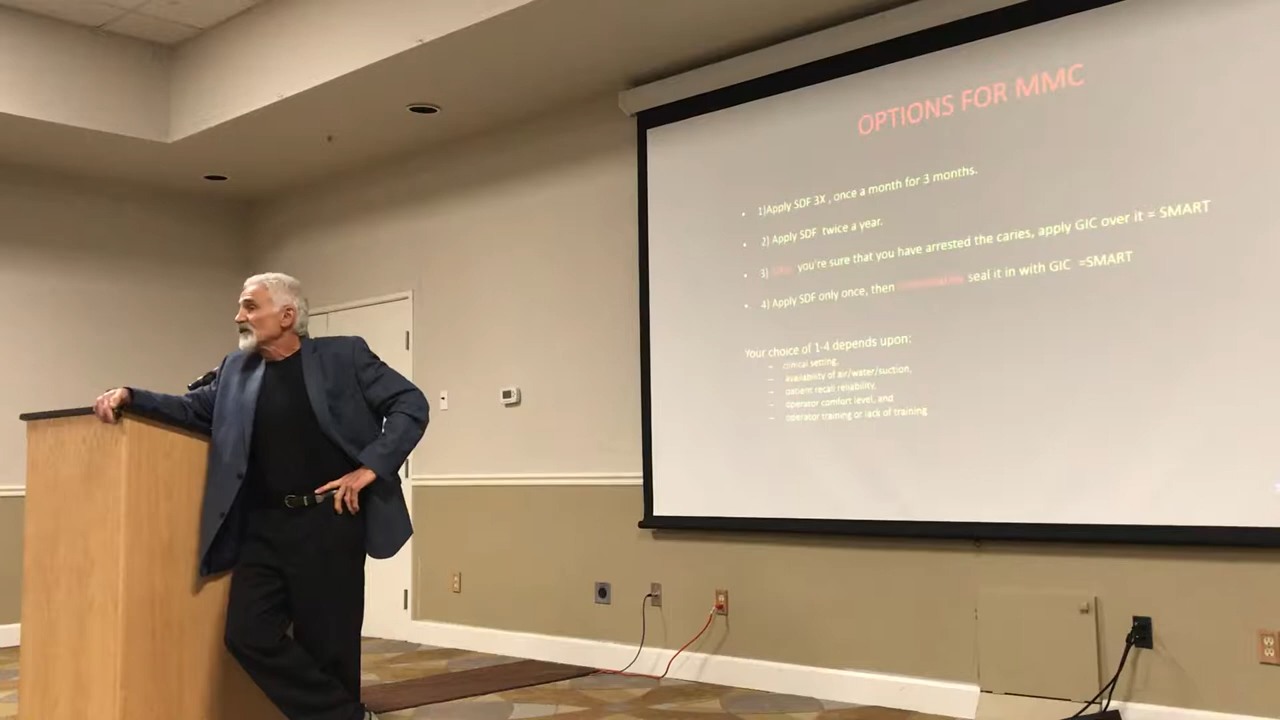 OPTIONS FOR MMC
• 1)Apply SDF 3X , once a month for 3 months.
• 2) Apply SDF twice a year.
• 3) you're sure that you have arrested the caries, apply GIC over it = SMART
• 4) Apply SDF only once, then seal it in with GIC =SMART
Your choice of 1-4 depends upon:
– clinical setting,
– availability of air/water/suction,
– patient recall reliability,
– operator comfort level, and
– operator training or lack of training